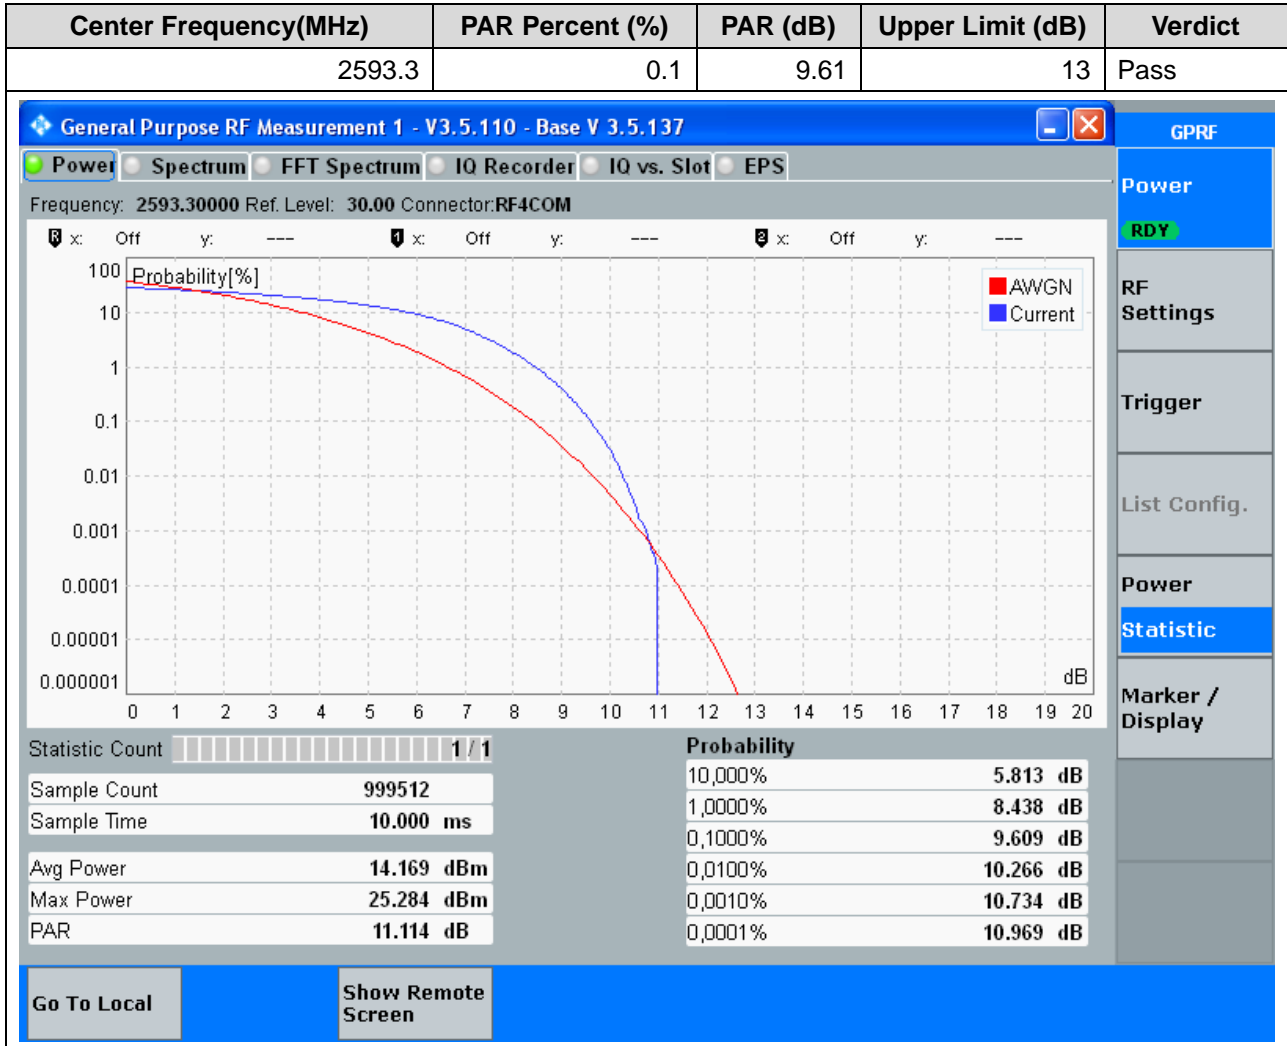 Center Frequency(MHz) PAR Percent (%) PAR (dB) Upper Limit (dB) Verdict
2593.3 0.1 9.61 13 Pass
General Purpose RF Measurement 1 - V3.5.110 - Base V 3.5.137
GPRF
Power Spectrum FFT Spectrum IQ Recorder IQ vs. Slot EPS
Frequency: 2593.30000 Ref. Level: 30.00 Connector:RF4COM
R x: Off y: --- 1 x: Off y: --- 2 x: Off y: ---
Probability[%]
AWGN
Current
100
10
1
0.1
0.01
0.001
0.0001
0.00001
0.000001
dB
0 1 2 3 4 5 6 7 8 9 10 11 12 13 14 15 16 17 18 19 20
Statistic Count 1 / 1
Sample Count 999512
Sample Time 10.000 ms
Avg Power 14.169 dBm
Max Power 25.284 dBm
PAR 11.114 dB
Probability
10,000% 5.813 dB
1,0000% 8.438 dB
0,1000% 9.609 dB
0,0100% 10.266 dB
0,0010% 10.734 dB
0,0001% 10.969 dB
Power
RDY
RF
Settings
Trigger
List Config.
Power
Statistic
Marker /
Display
Go To Local
Show Remote
Screen